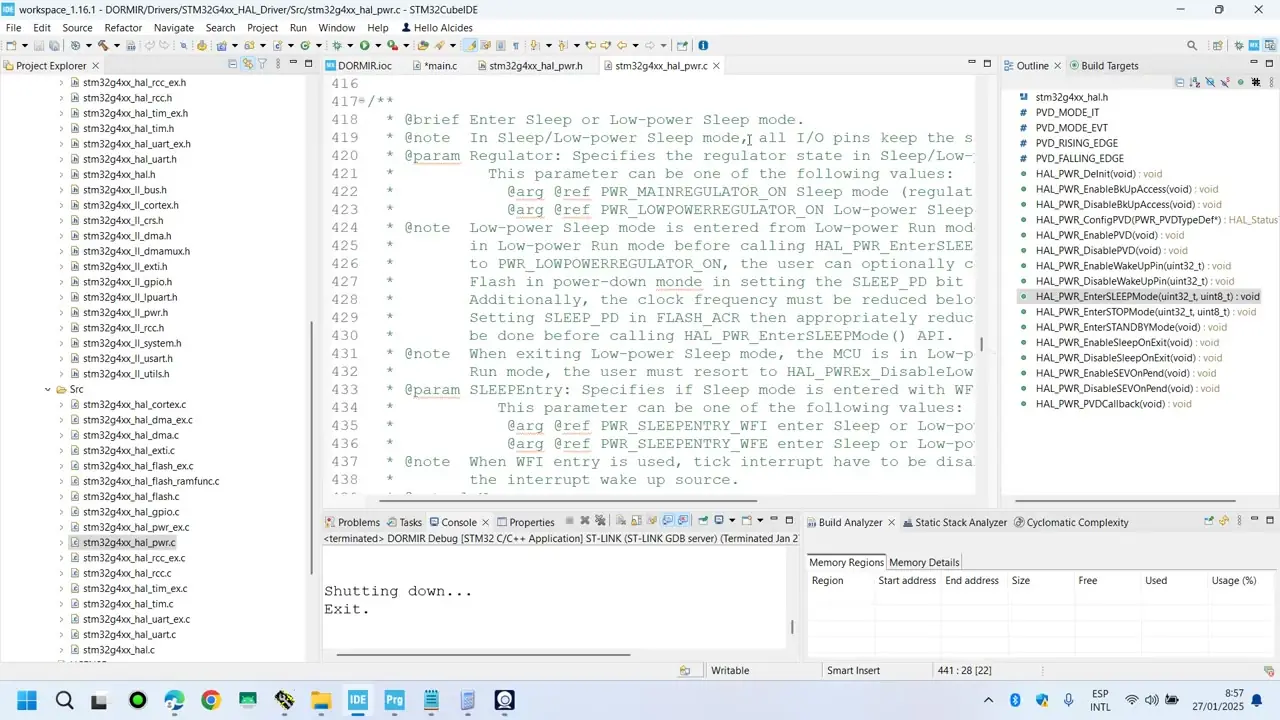 workspace_1.16.1 - DORMIR/Drivers/STM32G4xx_HAL_Driver/Src/stm32g4xx_hal_pwr.c - STM32CubeIDE
File Edit Source Refactor Navigate Search Project Run Window Help Hello Alcides
Project Explorer
stm32g4xx_hal_rcc_ex.h
stm32g4xx_hal_rcc.h
stm32g4xx_hal_tim_ex.h
stm32g4xx_hal_tim.h
stm32g4xx_hal_uart_ex.h
stm32g4xx_hal_uart.h
stm32g4xx_hal.h
stm32g4xx_ll_bus.h
stm32g4xx_ll_cortex.h
stm32g4xx_ll_crs.h
stm32g4xx_ll_dma.h
stm32g4xx_ll_dmamux.h
stm32g4xx_ll_exti.h
stm32g4xx_ll_gpio.h
stm32g4xx_ll_lpuart.h
stm32g4xx_ll_pwr.h
stm32g4xx_ll_rcc.h
stm32g4xx_ll_system.h
stm32g4xx_ll_usart.h
stm32g4xx_ll_utils.h
Src
stm32g4xx_hal_cortex.c
stm32g4xx_hal_dma_ex.c
stm32g4xx_hal_dma.c
stm32g4xx_hal_exti.c
stm32g4xx_hal_flash_ex.c
stm32g4xx_hal_flash_ramfunc.c
stm32g4xx_hal_flash.c
stm32g4xx_hal_gpio.c
stm32g4xx_hal_pwr_ex.c
stm32g4xx_hal_pwr.c
stm32g4xx_hal_rcc_ex.c
stm32g4xx_hal_rcc.c
stm32g4xx_hal_tim_ex.c
stm32g4xx_hal_tim.c
stm32g4xx_hal_uart_ex.c
stm32g4xx_hal_uart.c
stm32g4xx_hal.c
DORMIR.ioc *main.c stm32g4xx_hal_pwr.h stm32g4xx_hal_pwr.c
416
417 /**
418 * @brief Enter Sleep or Low-power Sleep mode.
419 * @note In Sleep/Low-power Sleep mode, all I/O pins keep the s
420 * @param Regulator: Specifies the regulator state in Sleep/Low-
421 * This parameter can be one of the following values:
422 * @arg @ref PWR_MAINREGULATOR_ON Sleep mode (regulat
423 * @arg @ref PWR_LOWPOWERREGULATOR_ON Low-power Sleep
424 * @note Low-power Sleep mode is entered from Low-power Run mod
425 * in Low-power Run mode before calling HAL_PWR_EnterSLEE
426 * to PWR_LOWPOWERREGULATOR_ON, the user can optionally c
427 * Flash in power-down monde in setting the SLEEP_PD bit
428 * Additionally, the clock frequency must be reduced belo
429 * Setting SLEEP_PD in FLASH_ACR then appropriately reduc
430 * be done before calling HAL_PWR_EnterSLEEPMode() API.
431 * @note When exiting Low-power Sleep mode, the MCU is in Low-p
432 * Run mode, the user must resort to HAL_PWREx_DisableLow
433 * @param SLEEPEntry: Specifies if Sleep mode is entered with WF
434 * This parameter can be one of the following values:
435 * @arg @ref PWR_SLEEPENTRY_WFI enter Sleep or Low-po
436 * @arg @ref PWR_SLEEPENTRY_WFE enter Sleep or Low-po
437 * @note When WFI entry is used, tick interrupt have to be disa
438 * the interrupt wake up source.
Outline Build Targets
stm32g4xx_hal.h
PVD_MODE_IT
PVD_MODE_EVT
PVD_RISING_EDGE
PVD_FALLING_EDGE
HAL_PWR_DeInit(void) : void
HAL_PWR_EnableBkUpAccess(void) : void
HAL_PWR_DisableBkUpAccess(void) : void
HAL_PWR_ConfigPVD(PWR_PVDTypeDef*) : HAL_Status
HAL_PWR_EnablePVD(void) : void
HAL_PWR_DisablePVD(void) : void
HAL_PWR_EnableWakeUpPin(uint32_t) : void
HAL_PWR_DisableWakeUpPin(uint32_t) : void
HAL_PWR_EnterSLEEPMode(uint32_t, uint8_t) : void
HAL_PWR_EnterSTOPMode(uint32_t, uint8_t) : void
HAL_PWR_EnterSTANDBYMode(void) : void
HAL_PWR_EnableSleepOnExit(void) : void
HAL_PWR_DisableSleepOnExit(void) : void
HAL_PWR_EnableSEVOnPend(void) : void
HAL_PWR_DisableSEVOnPend(void) : void
HAL_PWR_PVDCallback(void) : void
Problems Tasks Console Properties
<terminated> DORMIR Debug [STM32 C/C++ Application] ST-LINK (ST-LINK GDB server) (Terminated Jan 2
Shutting down...
Exit.
Build Analyzer Static Stack Analyzer Cyclomatic Complexity
Memory Regions Memory Details
Region Start address End address Size Free Used Usage (%)
Writable Smart Insert 441 : 28 [22]
IDE Prg
ESP
INTL
8:57
27/01/2025